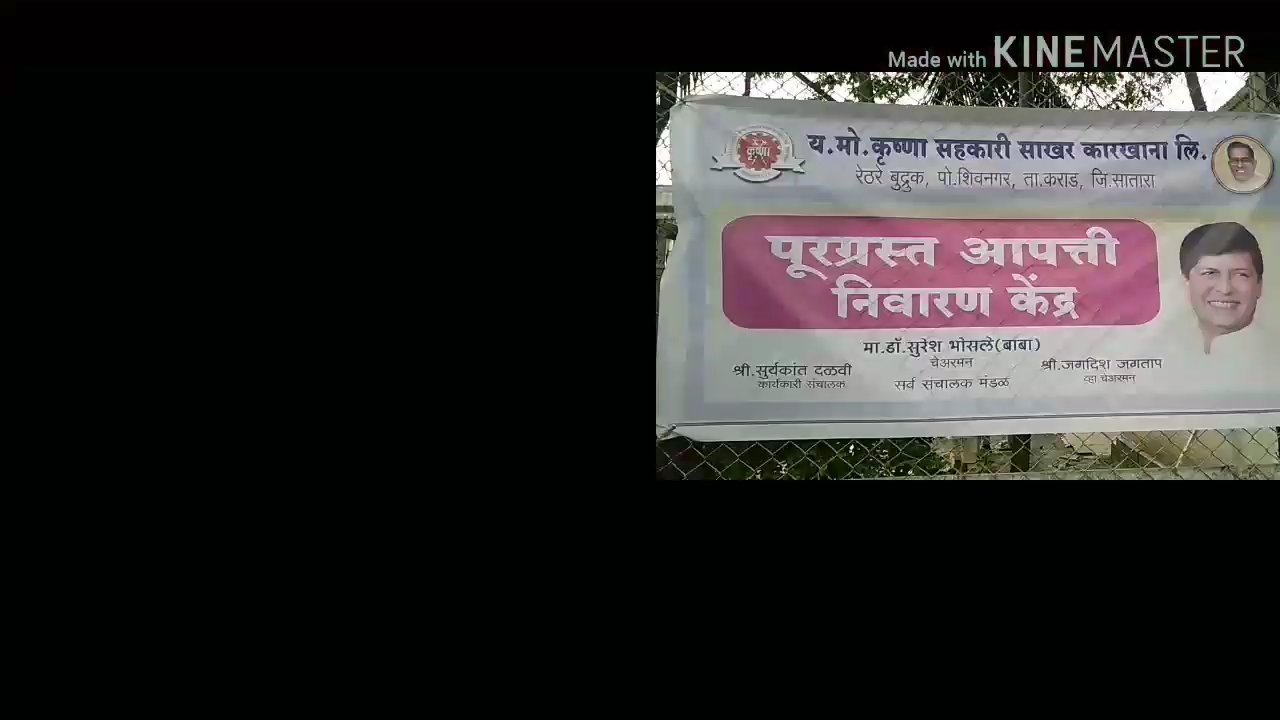 Made with KINEMASTER
कृष्णा
य.मो.कृष्णा सहकारी साखर कारखाना लि.
रेठरे बुद्रुक, पो.शिवनगर, ता.कराड, जि.सातारा
पूरग्रस्त आपत्ती
निवारण केंद्र
मा.डॉ.सुरेश भोसले(बाबा)
चेअरमन
श्री.सुर्यकांत दळवी
कार्यकारी संचालक
सर्व संचालक मंडळ
श्री.जगदिश जगताप
व्हा.चेअरमन